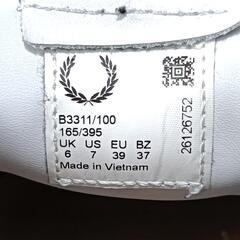 B3311/100
165/395
UK US EU BZ
6 7 39 37
Made in Vietnam
26126752